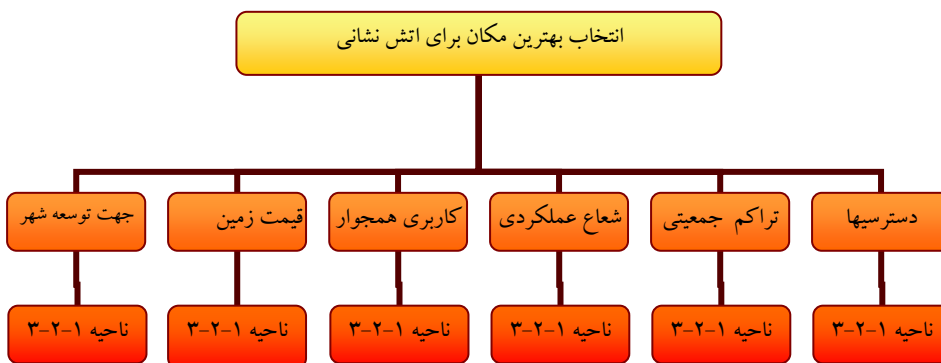 انتخاب بهترین مکان برای اتش نشانی
دسترسیها
تراکم جمعیتی
شعاع عملکردی
کاربری همجوار
قیمت زمین
جهت توسعه شهر
ناحیه ۱-۲-۳
ناحیه ۱-۲-۳
ناحیه ۱-۲-۳
ناحیه ۱-۲-۳
ناحیه ۱-۲-۳
ناحیه ۱-۲-۳